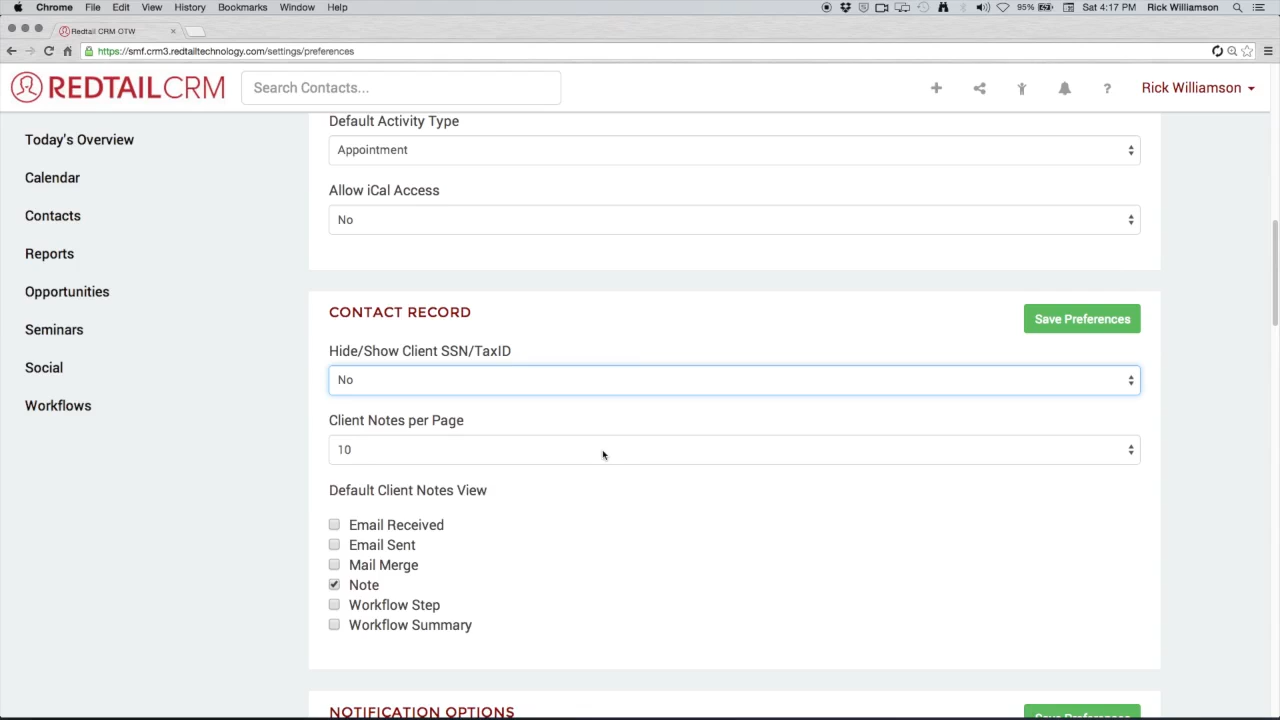 Chrome File Edit View History Bookmarks Window Help 95% Sat 4:17 PM Rick Williamson
Redtail CRM OTW
https://smf.crm3.redtailtechnology.com/settings/preferences
REDTAILCRM Search Contacts... ? Rick Williamson
Today's Overview
Calendar
Contacts
Reports
Opportunities
Seminars
Social
Workflows
Default Activity Type
Appointment
Allow iCal Access
No
CONTACT RECORD
Save Preferences
Hide/Show Client SSN/TaxID
No
Client Notes per Page
10
Default Client Notes View
Email Received
Email Sent
Mail Merge
Note
Workflow Step
Workflow Summary
NOTIFICATION OPTIONS
Save Preferences